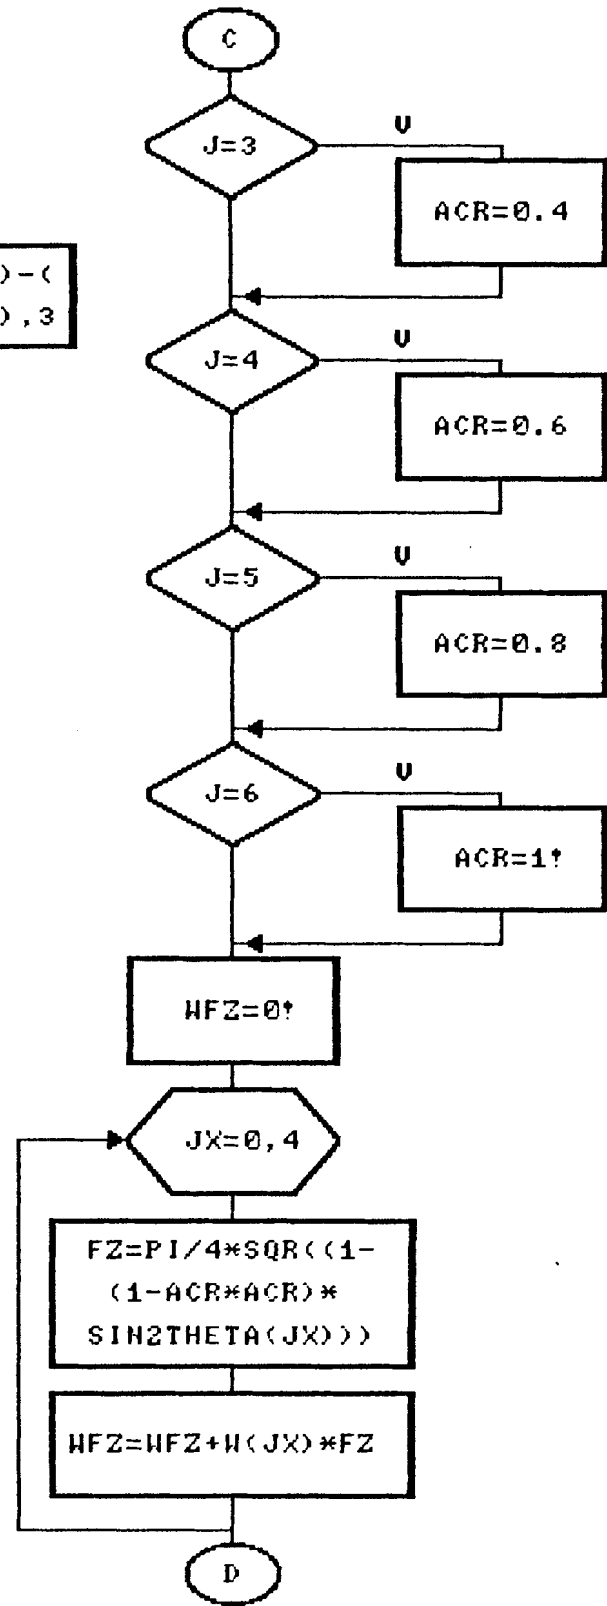 C
J=3
V
ACR=0.4
)-(
),3
J=4
V
ACR=0.6
J=5
V
ACR=0.8
J=6
V
ACR=1!
WFZ=0!
JX=0,4
FZ=PI/4*SQR((1-
(1-ACR*ACR)*
SIN2THETA(JX)))
WFZ=WFZ+W(JX)*FZ
D